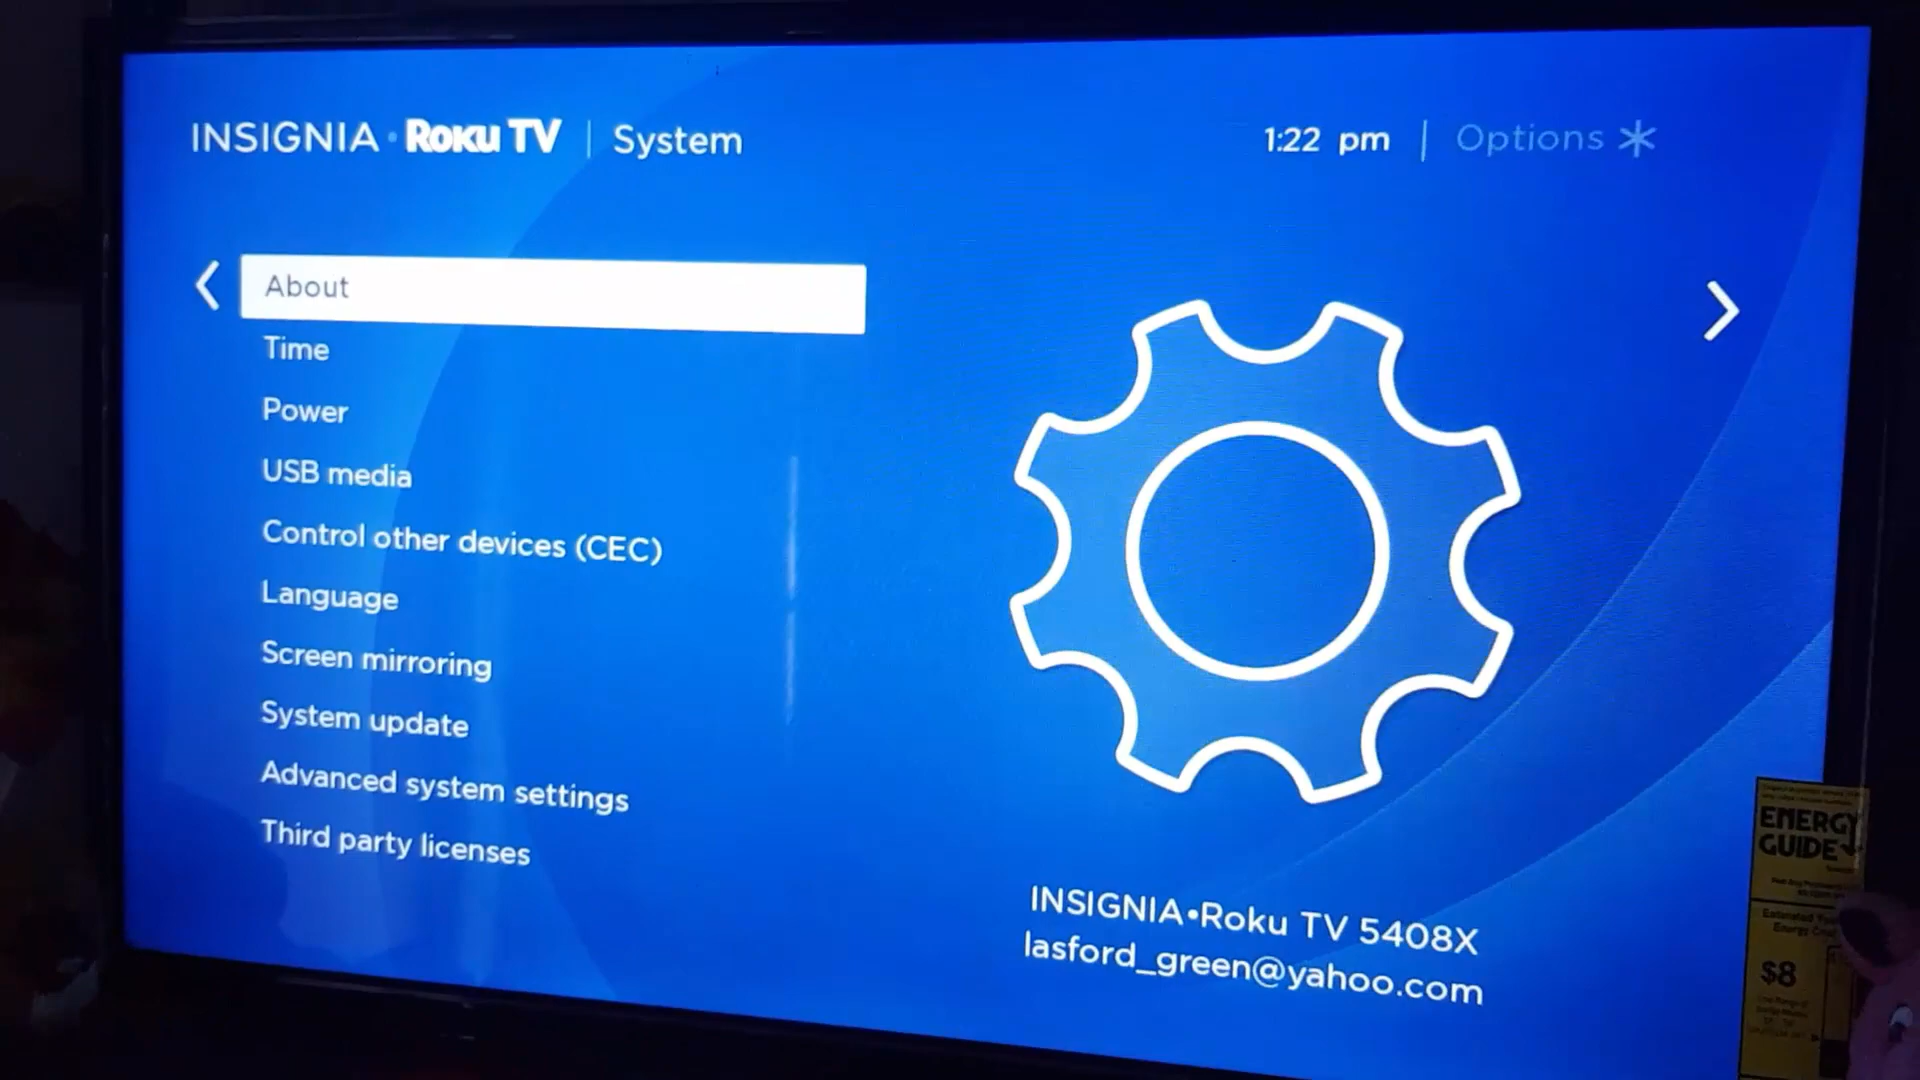 INSIGNIA•Roku TV | System
1:22 pm | Options
About
Time
Power
USB media
Control other devices (CEC)
Language
Screen mirroring
System update
Advanced system settings
Third party licenses
INSIGNIA•Roku TV 5408X
lasford_green@yahoo.com
ENERGY
GUIDE
Estimated
Energy
$8